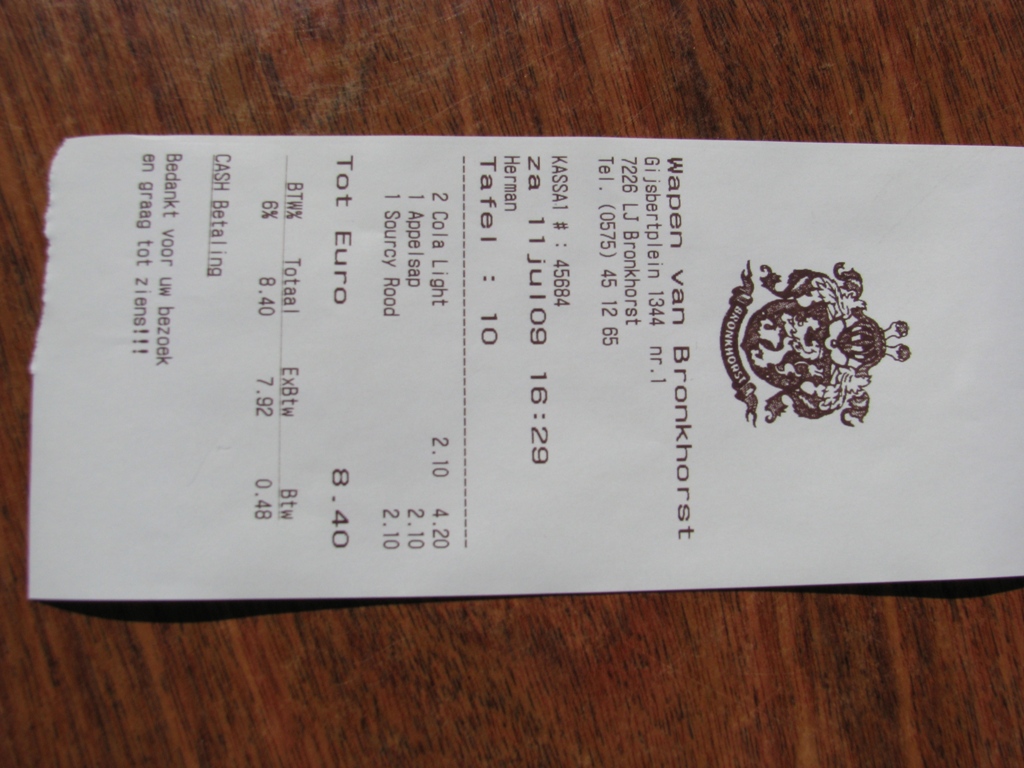 BRONKHORST
Wapen van Bronkhorst
Gijsbertplein 1344 nr.1
7226 LJ Bronkhorst
Tel. (0575) 45 12 65
KASSA1 # : 45684
za 11jul09 16:29
Herman
Tafel : 10
--------------------------------
2 Cola Light 2.10 4.20
1 Appelsap 2.10
1 Sourcy Rood 2.10
Tot Euro 8.40
BTW% Totaal ExBtw Btw
6% 8.40 7.92 0.48
CASH Betaling
Bedankt voor uw bezoek
en graag tot ziens!!!